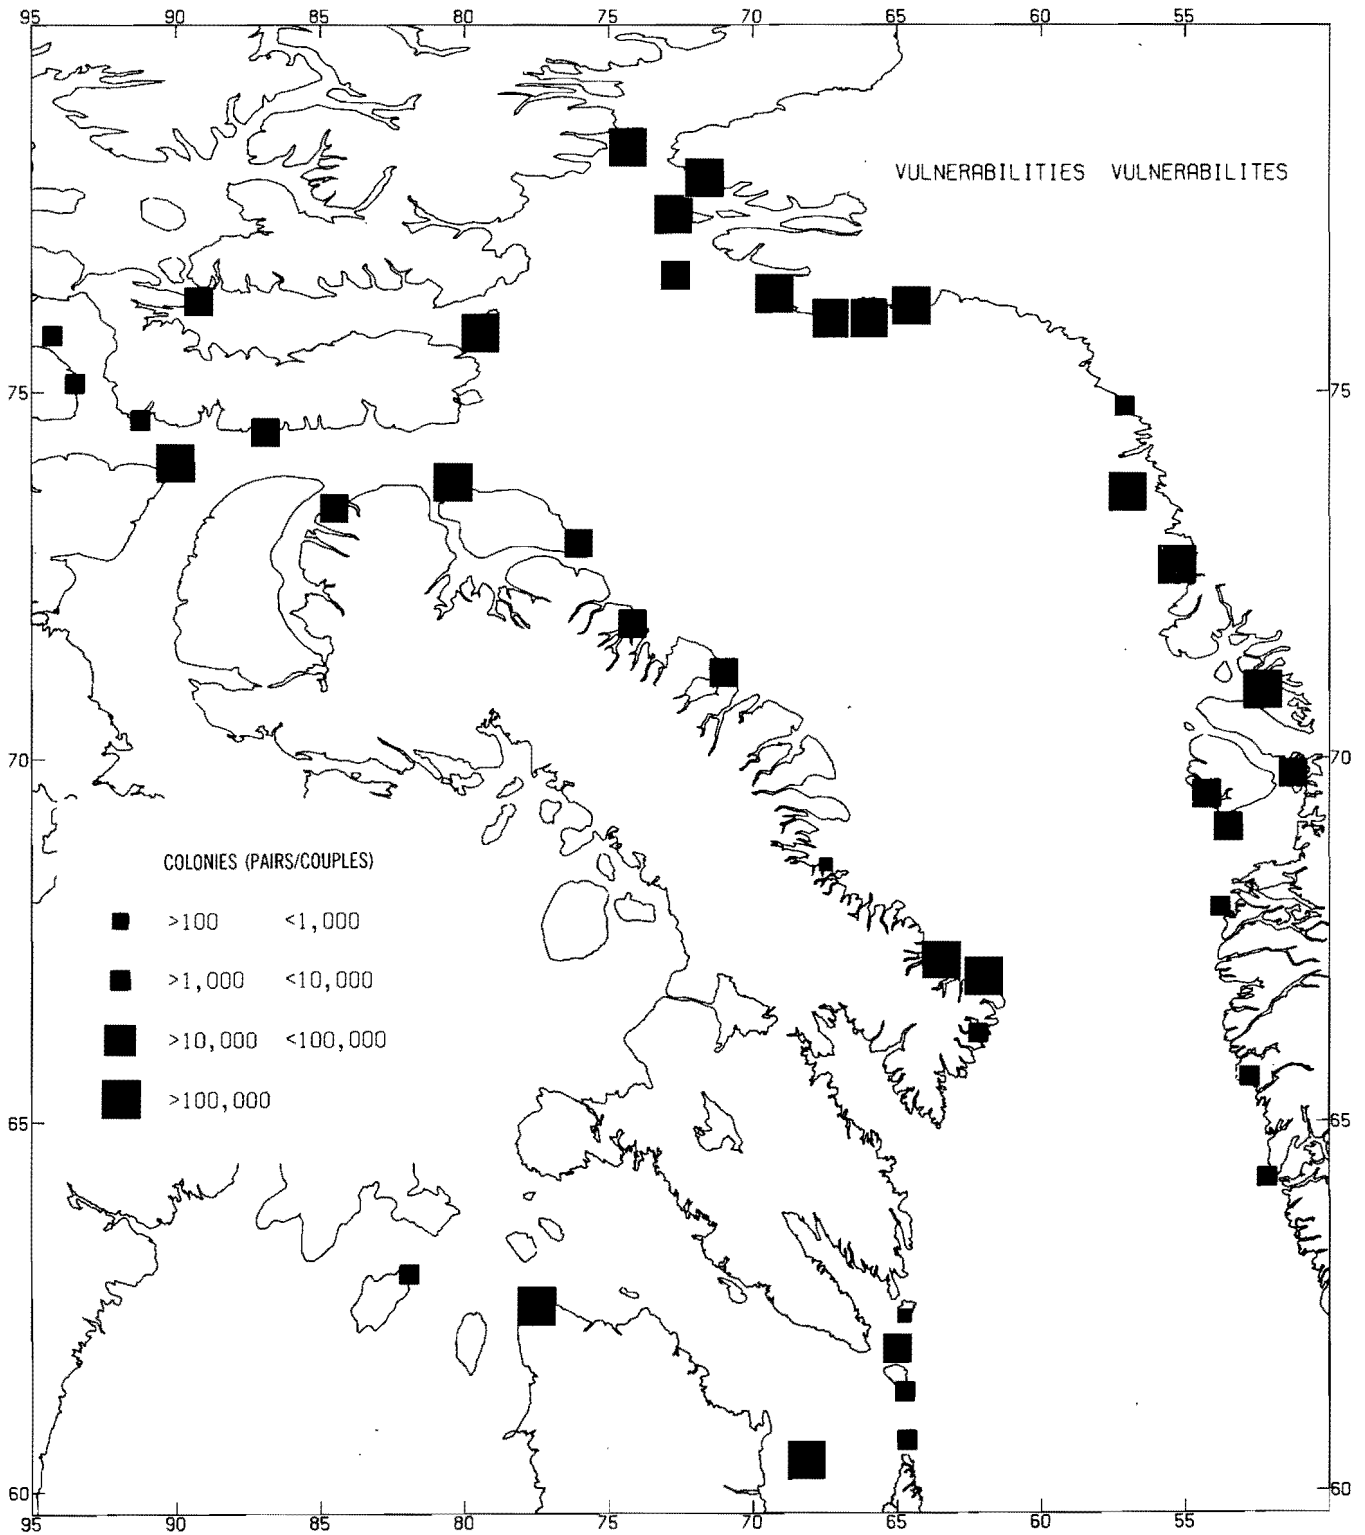 95 90 85 80 75 70 65 60 55
VULNERABILITIES VULNERABILITES
75 75
70 70
COLONIES (PAIRS/COUPLES)
>100 <1,000
>1,000 <10,000
>10,000 <100,000
>100,000
65 65
60 60
95 90 85 80 75 70 65 60 55